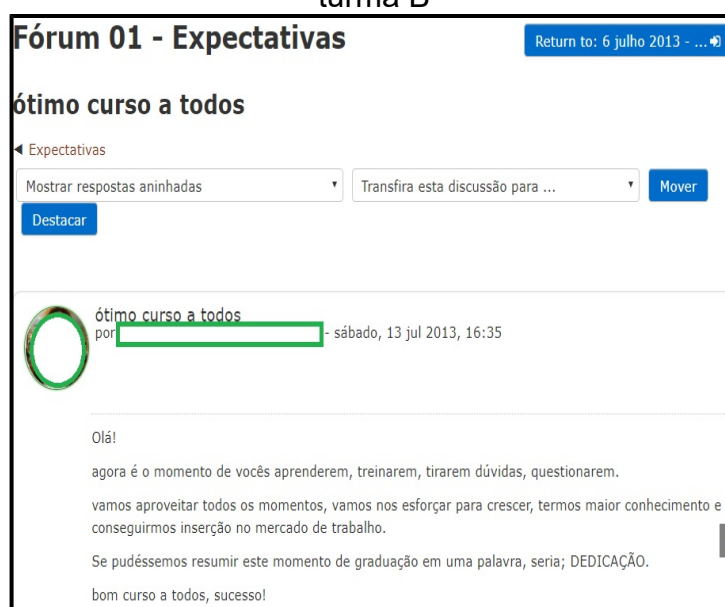 turma B
Fórum 01 - Expectativas
Return to: 6 julho 2013 - ...
ótimo curso a todos
◄ Expectativas
Mostrar respostas aninhadas
Transfira esta discussão para ...
Mover
Destacar
ótimo curso a todos
por - sábado, 13 jul 2013, 16:35
Olá!
agora é o momento de vocês aprenderem, treinarem, tirarem dúvidas, questionarem.
vamos aproveitar todos os momentos, vamos nos esforçar para crescer, termos maior conhecimento e
conseguirmos inserção no mercado de trabalho.
Se pudéssemos resumir este momento de graduação em uma palavra, seria; DEDICAÇÃO.
bom curso a todos, sucesso!